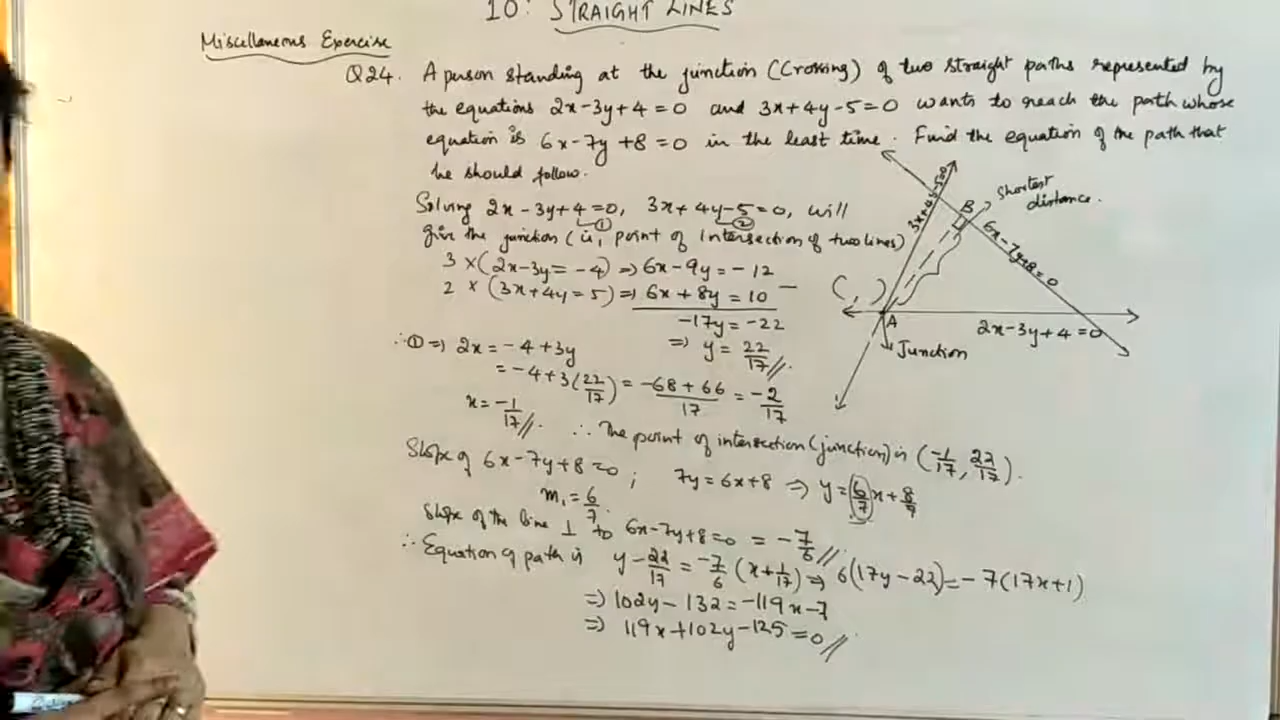 10: STRAIGHT LINES
Miscellaneous Exercise
Q24. A person standing at the junction (Crossing) of two straight paths represented by
the equations 2x-3y+4=0 and 3x+4y-5=0 wants to reach the path whose
equation is 6x-7y+8=0 in the least time. Find the equation of the path that
he should follow.
Solving 2x-3y+4=0, 3x+4y-5=0, will
① ②
give the junction (ie, point of Intersection of two lines)
3 ×(2x-3y=-4) ⇒ 6x-9y=-12
2 × (3x+4y=5) ⇒ 6x+8y=10 —
-17y=-22
⇒ y = 22/17 //.
∴ ① ⇒ 2x = -4+3y
= -4+3(22/17) = -68+66/17 = -2/17
x = -1/17 //.
∴ The point of intersection (junction) is (-1/17, 22/17).
Slope of 6x-7y+8=0 ; 7y=6x+8 ⇒ y = 6/7 x + 8/7
m₁ = 6/7.
Slope of the line ⊥ to 6x-7y+8=0 = -7/6 //
∴ Equation of path is y - 22/17 = -7/6 (x+1/17) ⇒ 6(17y-22) = -7(17x+1)
⇒ 102y-132 = -119x-7
⇒ 119x+102y-125=0 //
3x+4y-5=0
B
Shortest
distance.
6x-7y+8=0
( , )
A
2x-3y+4=0
Junction